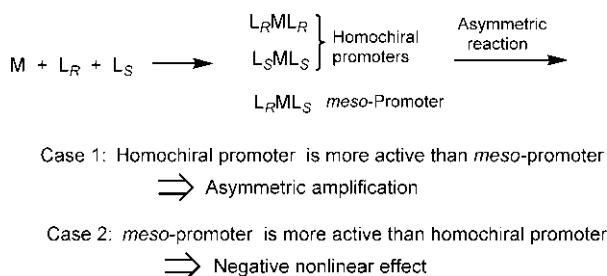 L_RML_R
L_SML_S
Homochiral
promoters
Asymmetric
reaction
M + L_R + L_S
L_RML_S meso-Promoter
Case 1: Homochiral promoter is more active than meso-promoter
⇒ Asymmetric amplification
Case 2: meso-promoter is more active than homochiral promoter
⇒ Negative nonlinear effect